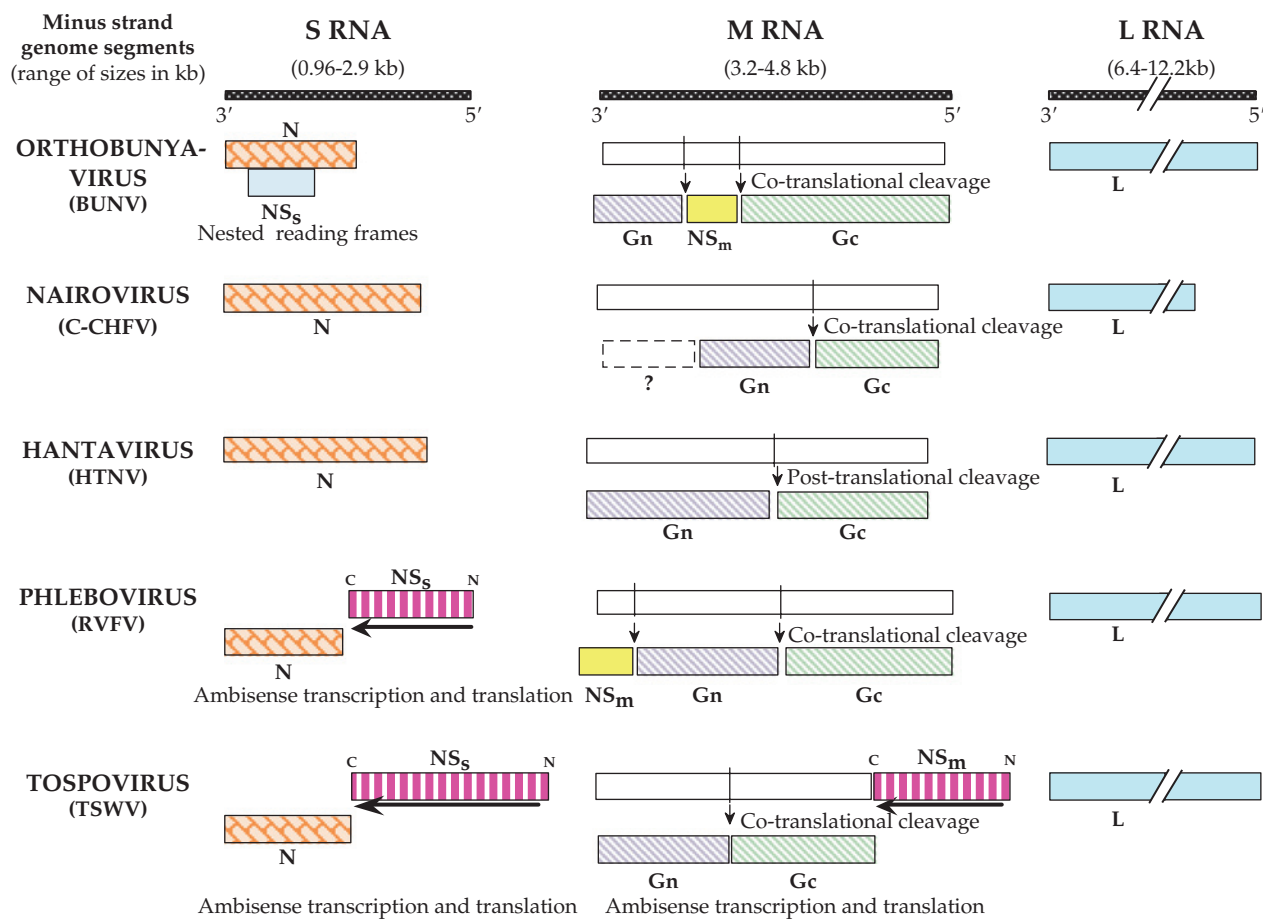 Minus strand
genome segments
(range of sizes in kb)
S RNA
(0.96-2.9 kb)
M RNA
(3.2-4.8 kb)
L RNA
(6.4-12.2kb)
3′ 5′ 3′ 5′ 3′ 5′
ORTHOBUNYA-
VIRUS
(BUNV)
N
NSs
Nested reading frames
Co-translational cleavage
Gn NSm Gc
L
NAIROVIRUS
(C-CHFV)
N
Co-translational cleavage
? Gn Gc
L
HANTAVIRUS
(HTNV)
N
Post-translational cleavage
Gn Gc
L
PHLEBOVIRUS
(RVFV)
C NSs N
N
Ambisense transcription and translation
Co-translational cleavage
NSm Gn Gc
L
TOSPOVIRUS
(TSWV)
C NSs N
N
Ambisense transcription and translation
C NSm N
Co-translational cleavage
Gn Gc
Ambisense transcription and translation
L